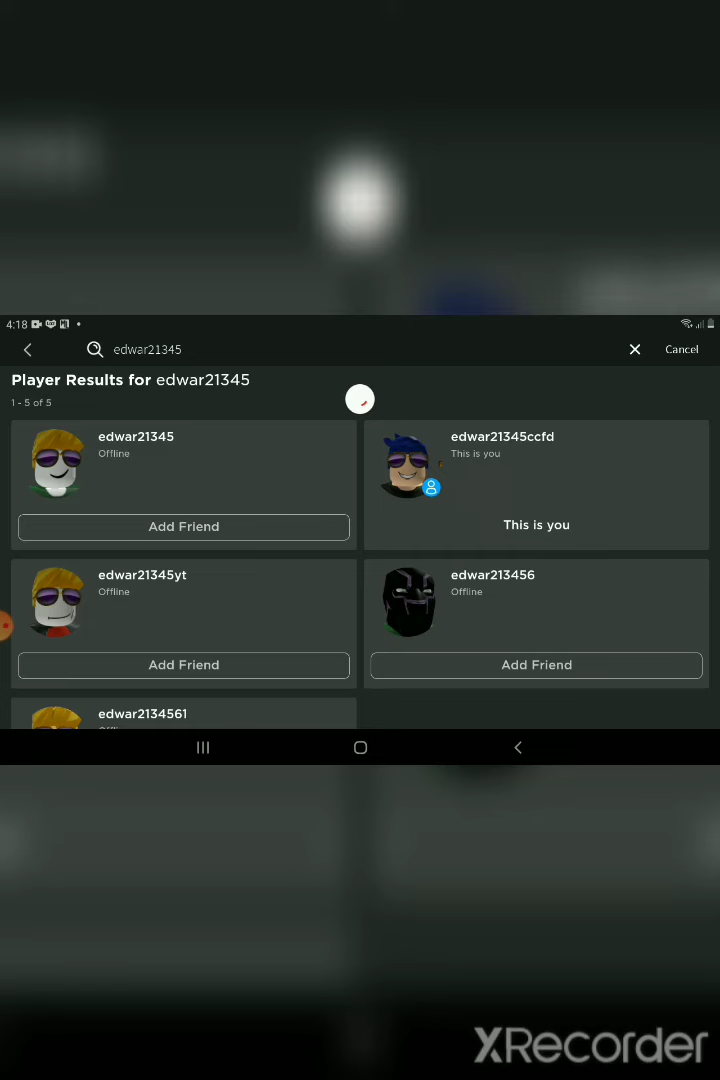 4:18
edwar21345
Cancel
Player Results for edwar21345
1 - 5 of 5
edwar21345
Offline
Add Friend
edwar21345ccfd
This is you
This is you
edwar21345yt
Offline
Add Friend
edwar213456
Offline
Add Friend
edwar2134561
XRecorder